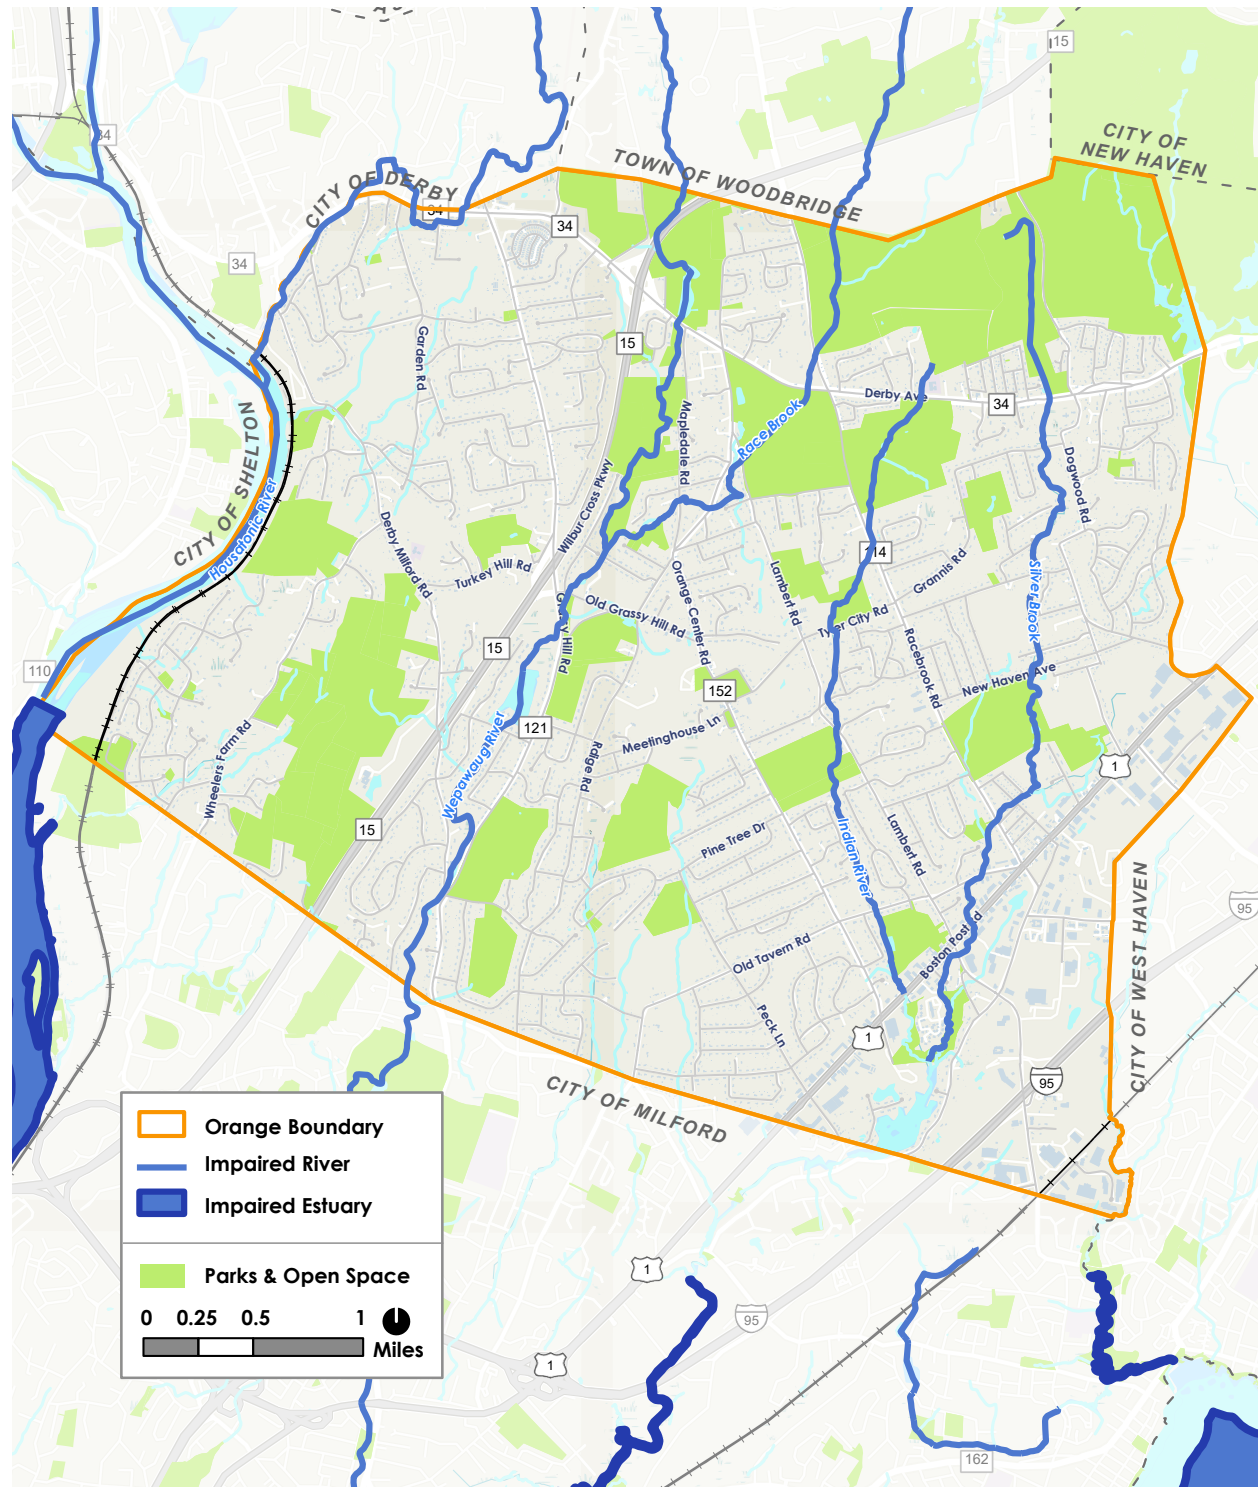 15
34
CITY OF
NEW HAVEN
TOWN OF WOODBRIDGE
CITY OF DERBY
34
34
34
15
Garden Rd
Derby Ave
34
Mapledale Rd
Race Brook
CITY OF SHELTON
Housatonic River
Dogwood Rd
Wilbur Cross Pkwy
Derby Milford Rd
Turkey Hill Rd
114
Grannis Rd
Orange Center Rd
Lambert Rd
Silver Brook
Grassy Hill Rd
Old Grassy Hill Rd
Tyler City Rd
Racebrook Rd
15
110
152
New Haven Ave
121
Meetinghouse Ln
Wepawaug River
Ridge Rd
Wheelers Farm Rd
1
15
Pine Tree Dr
Indian River
Lambert Rd
95
Boston Post Rd
Old Tavern Rd
CITY OF WEST HAVEN
Peck Ln
1
95
CITY OF MILFORD
Orange Boundary
Impaired River
Impaired Estuary
Parks & Open Space
0 0.25 0.5 1
Miles
1
95
1
162